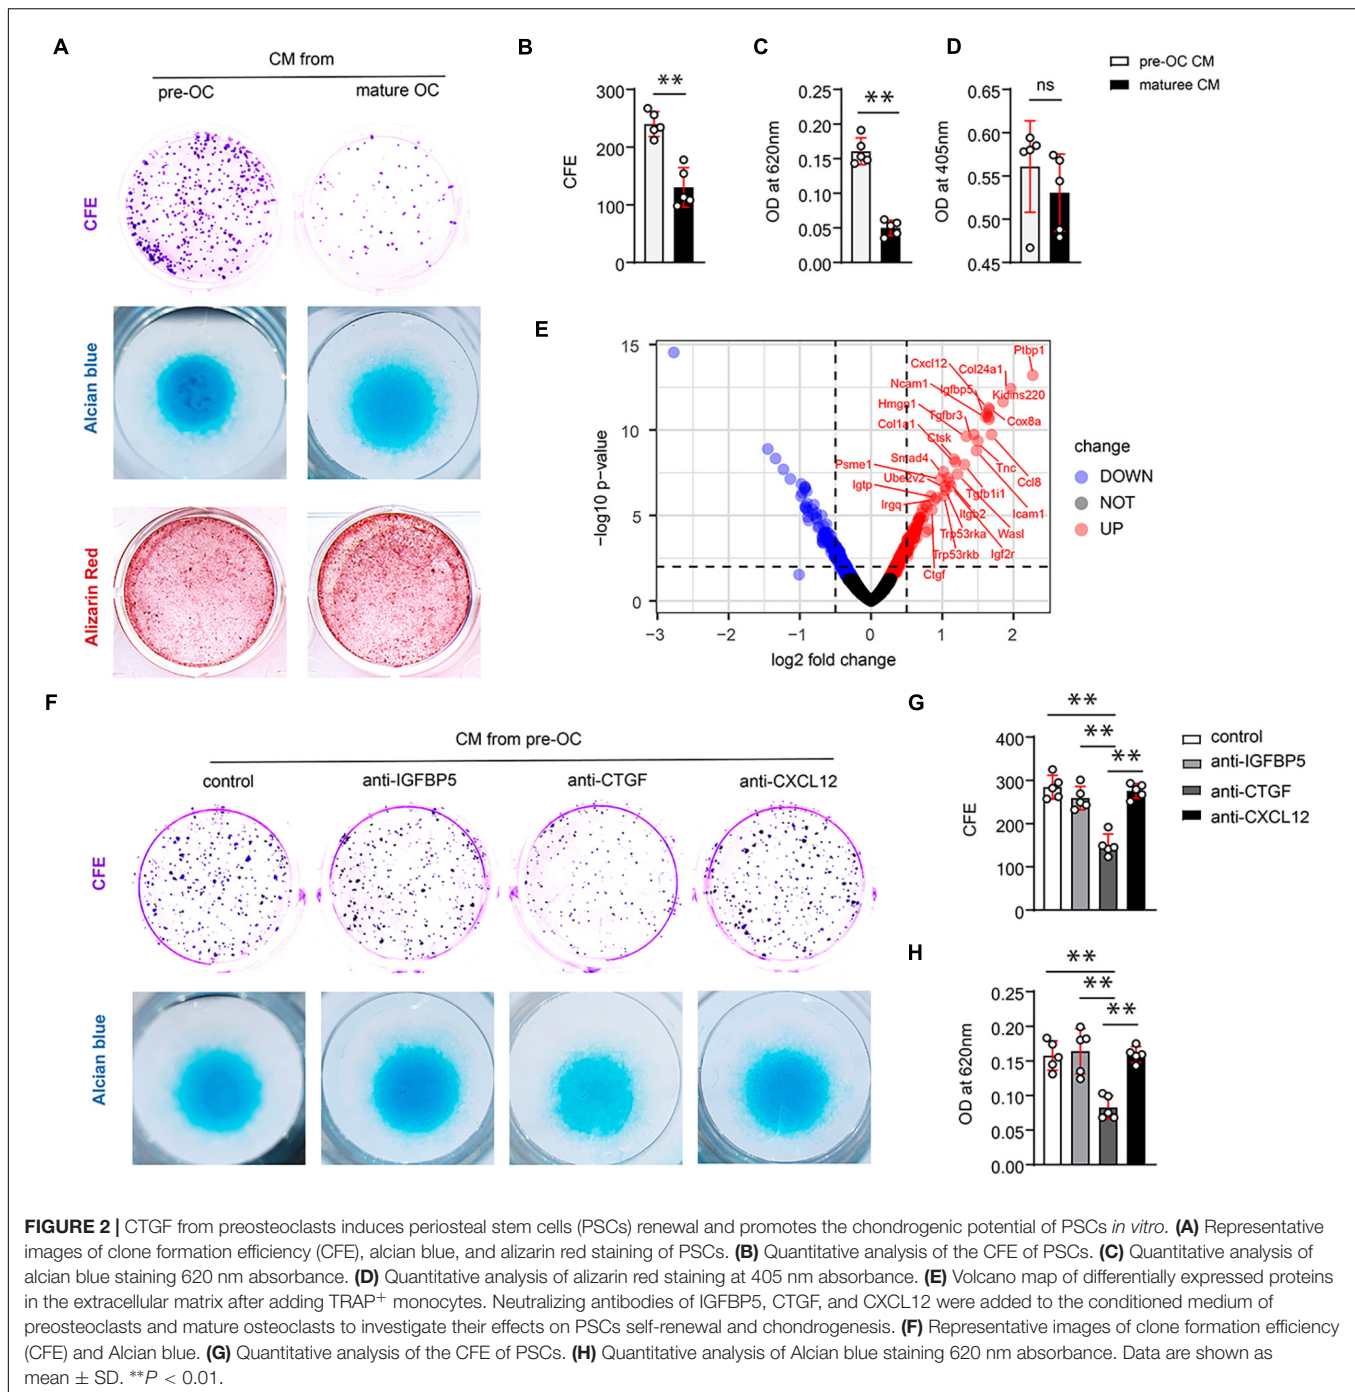 A
CM from
pre-OC
mature OC
CFE
Alcian blue
Alizarin Red
B
**
300
200
100
0
CFE
C
**
0.25
0.20
0.15
0.10
0.05
0.00
OD at 620nm
D
ns
0.65
0.60
0.55
0.50
0.45
OD at 405nm
pre-OC CM
maturee CM
E
15
10
5
0
−log10 p−value
−3
−2
−1
0
1
2
log2 fold change
Ptbp1
Cxcl12
Col24a1
Ncam1
Igfbp5
Kidins220
Hmgn1
Tgfbr3
Cox8a
Col1a1
Ctsk
Smad4
Tnc
Psme1
Ube2v2
Ccl8
Igtp
Tgfb1i1
Irgq
Itgb2
Icam1
Trp53rka
Wasl
Trp53rkb
Igf2r
Ctgf
change
DOWN
NOT
UP
F
CM from pre-OC
control
anti-IGFBP5
anti-CTGF
anti-CXCL12
CFE
Alcian blue
G
**
**
**
400
300
200
100
0
CFE
control
anti-IGFBP5
anti-CTGF
anti-CXCL12
H
**
**
**
0.25
0.20
0.15
0.10
0.05
0.00
OD at 620nm
FIGURE 2 | CTGF from preosteoclasts induces periosteal stem cells (PSCs) renewal and promotes the chondrogenic potential of PSCs in vitro. (A) Representative
images of clone formation efficiency (CFE), alcian blue, and alizarin red staining of PSCs. (B) Quantitative analysis of the CFE of PSCs. (C) Quantitative analysis of
alcian blue staining 620 nm absorbance. (D) Quantitative analysis of alizarin red staining at 405 nm absorbance. (E) Volcano map of differentially expressed proteins
in the extracellular matrix after adding TRAP+ monocytes. Neutralizing antibodies of IGFBP5, CTGF, and CXCL12 were added to the conditioned medium of
preosteoclasts and mature osteoclasts to investigate their effects on PSCs self-renewal and chondrogenesis. (F) Representative images of clone formation efficiency
(CFE) and Alcian blue. (G) Quantitative analysis of the CFE of PSCs. (H) Quantitative analysis of Alcian blue staining 620 nm absorbance. Data are shown as
mean ± SD. **P < 0.01.